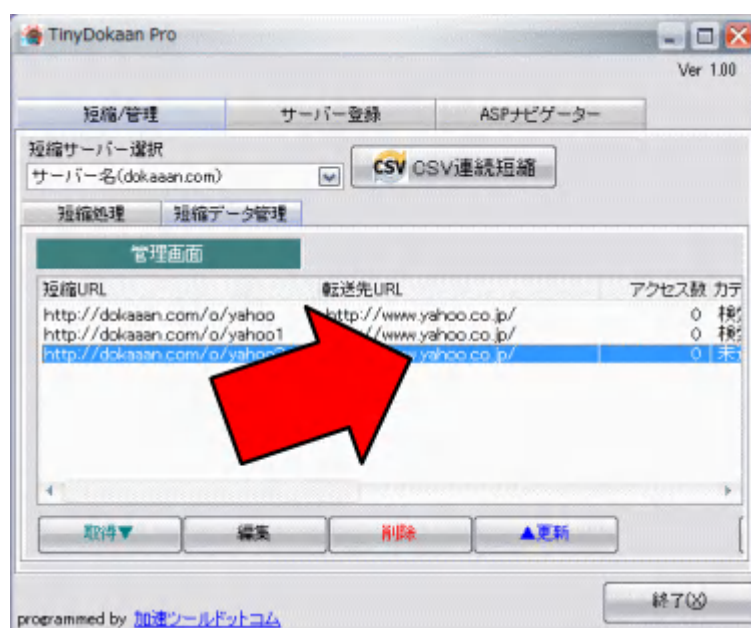 TinyDokaan Pro
Ver 1.00
短縮/管理 サーバー登録 ASPナビゲーター
短縮サーバー選択
サーバー名(dokaaan.com) CSV CSV連続短縮
短縮処理 短縮データ管理
管理画面
短縮URL 転送先URL アクセス数 カテ
http://dokaaan.com/o/yahoo http://www.yahoo.co.jp/ 0 検
http://dokaaan.com/o/yahoo1 www.yahoo.co.jp/ 0 検
http://dokaaan.com/o/yahoo www.yahoo.co.jp/ 0 未
取得▼ 編集 削除 ▲更新
終了(X)
programmed by 加速ツールドットコム